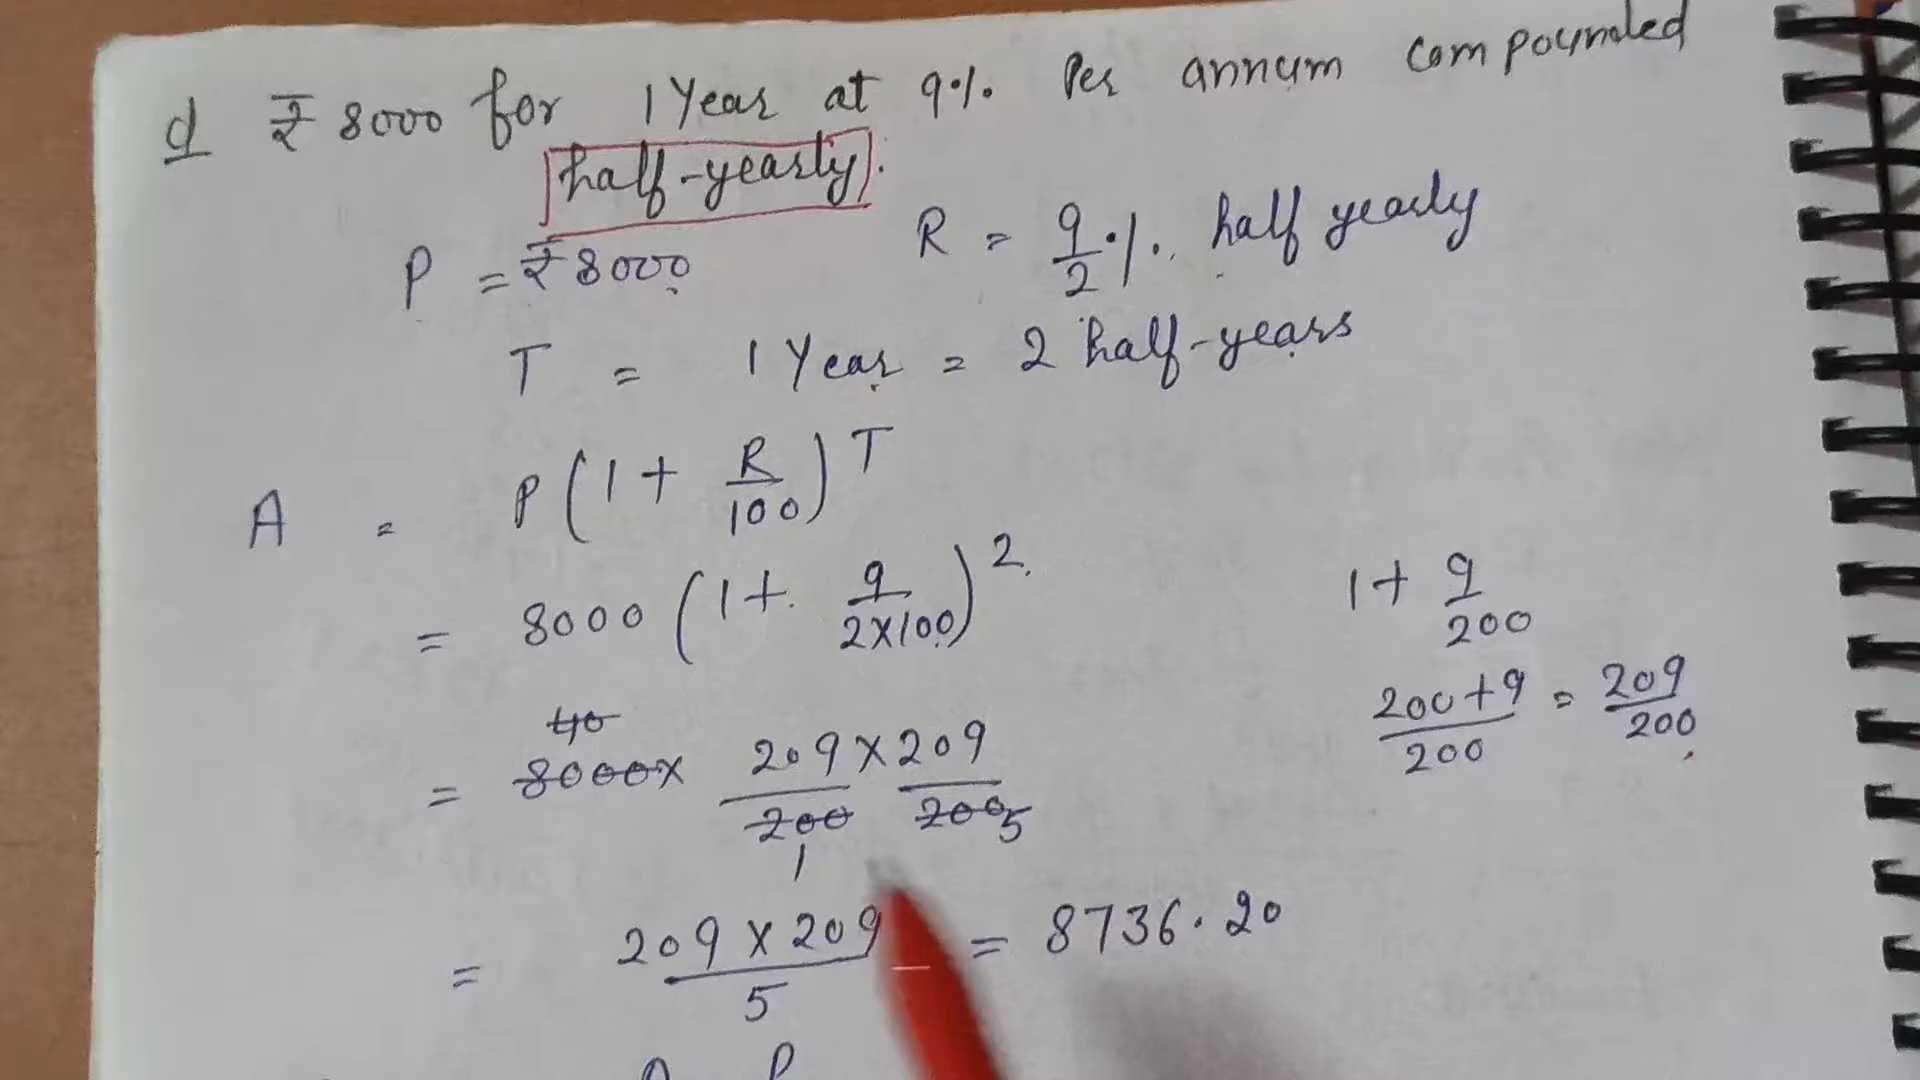 d ₹ 8000 for 1 Year at 9% Per annum compounded
half-yearly.
P = ₹ 8000 R = 9/2 % half yearly
T = 1 Year = 2 half-years
A = P(1 + R/100)^T
= 8000 (1 + 9/(2×100))^2
1 + 9/200
(200+9)/200 = 209/200
40
= 8000 × 209/200 × 209/200 5
1
= (209 × 209)/5 = 8736.20
P